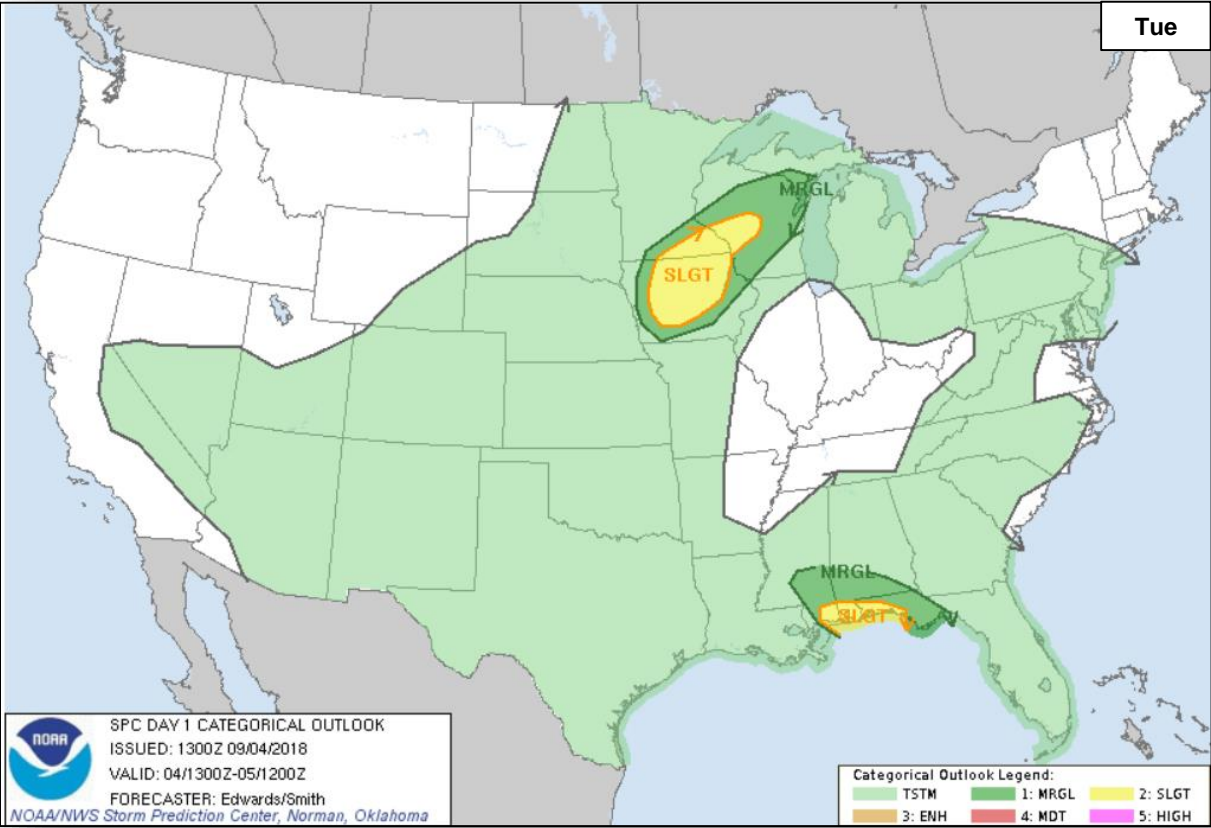 Tue
MRGL
SLGT
MRGL
SLGT
NOAA
SPC DAY 1 CATEGORICAL OUTLOOK
ISSUED: 1300Z 09/04/2018
VALID: 04/1300Z-05/1200Z
FORECASTER: Edwards/Smith
NOAA/NWS Storm Prediction Center, Norman, Oklahoma
Categorical Outlook Legend:
TSTM 1: MRGL 2: SLGT
3: ENH 4: MDT 5: HIGH